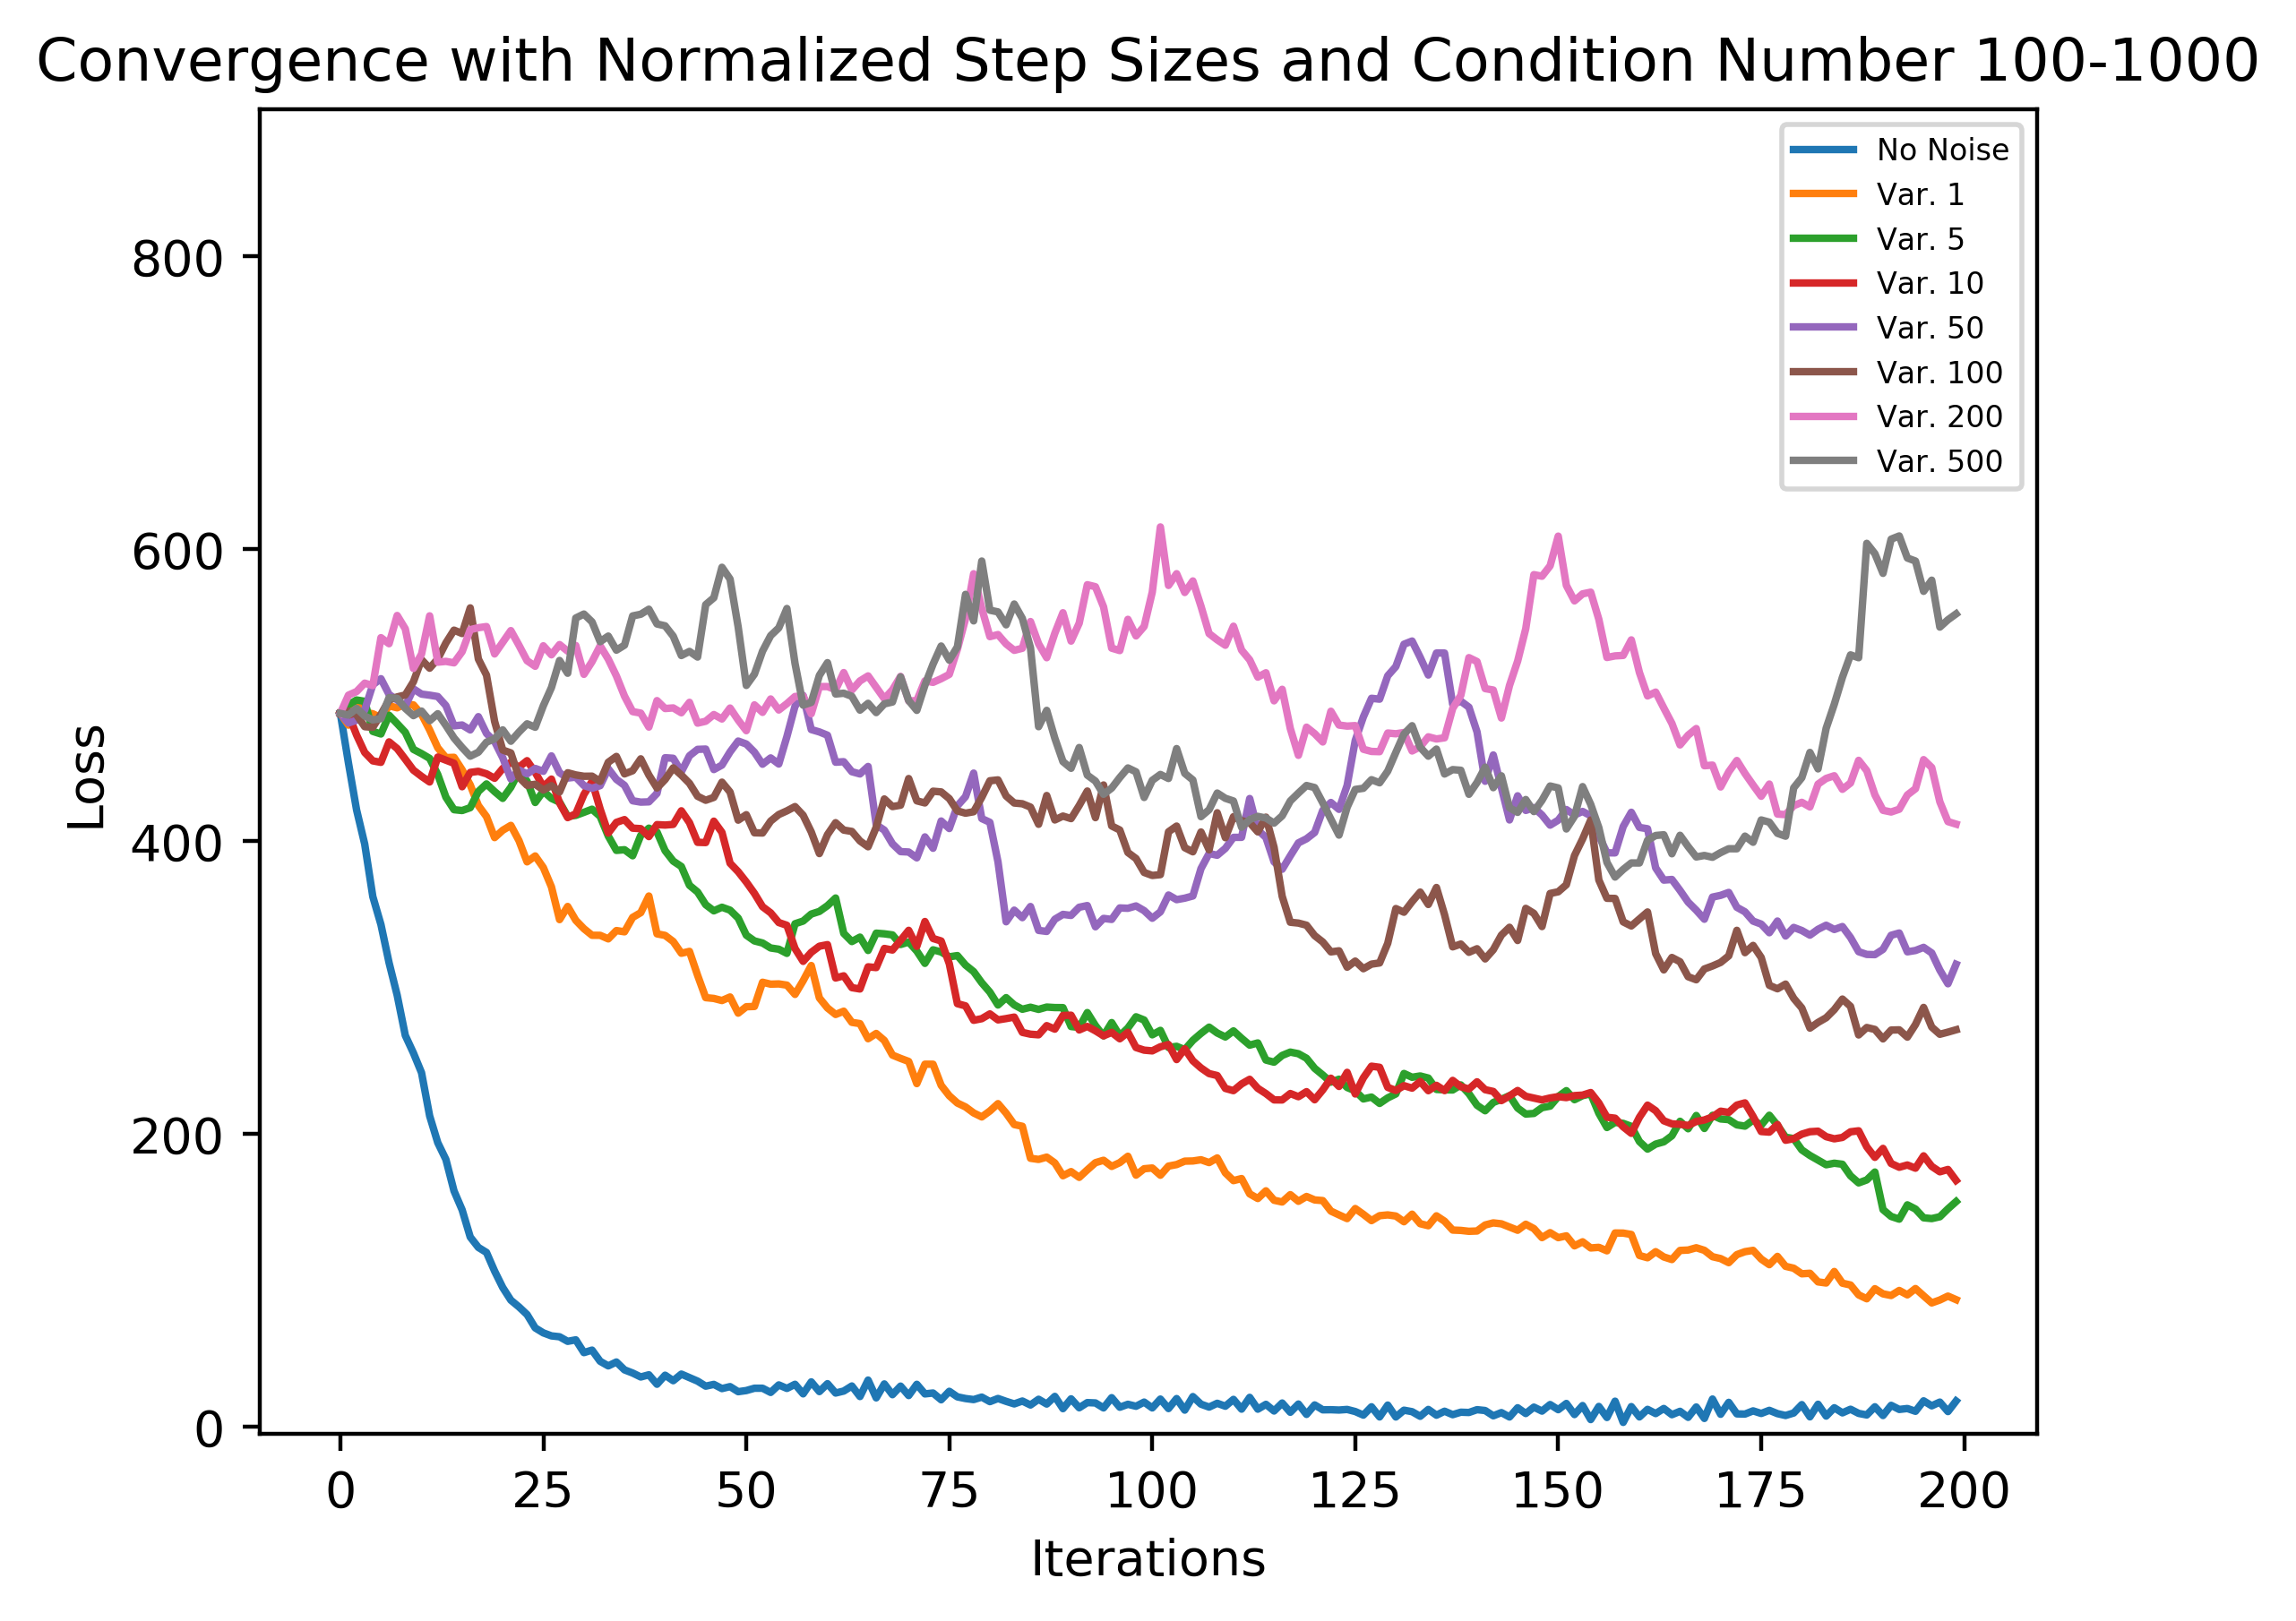 Convergence with Normalized Step Sizes and Condition Number 100-1000
No Noise
Var. 1
Var. 5
Var. 10
Var. 50
Var. 100
Var. 200
Var. 500
800
600
400
200
0
Loss
0 25 50 75 100 125 150 175 200
Iterations